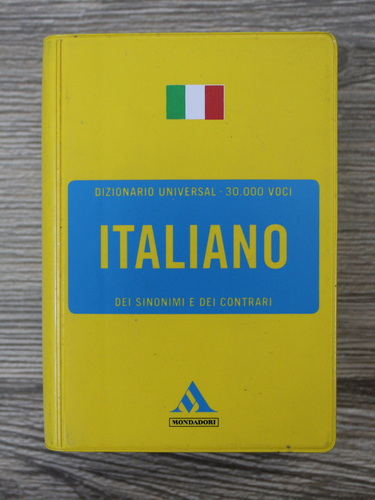 DIZIONARIO UNIVERSAL · 30.000 VOCI
ITALIANO
DEI SINONIMI E DEI CONTRARI
MONDADORI